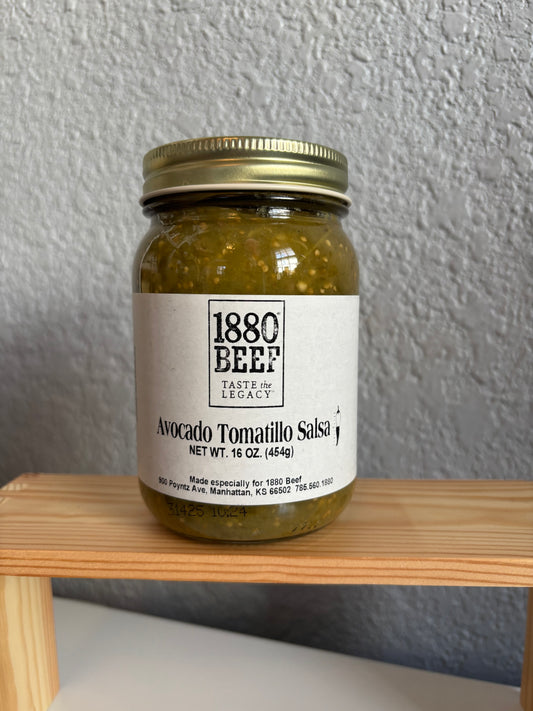 1880
BEEF
TASTE the
LEGACY™
Avocado Tomatillo Salsa
NET WT. 16 OZ. (454g)
Made especially for 1880 Beef
900 Poyntz Ave, Manhattan, KS 66502 785.560.1880
31425 10:24